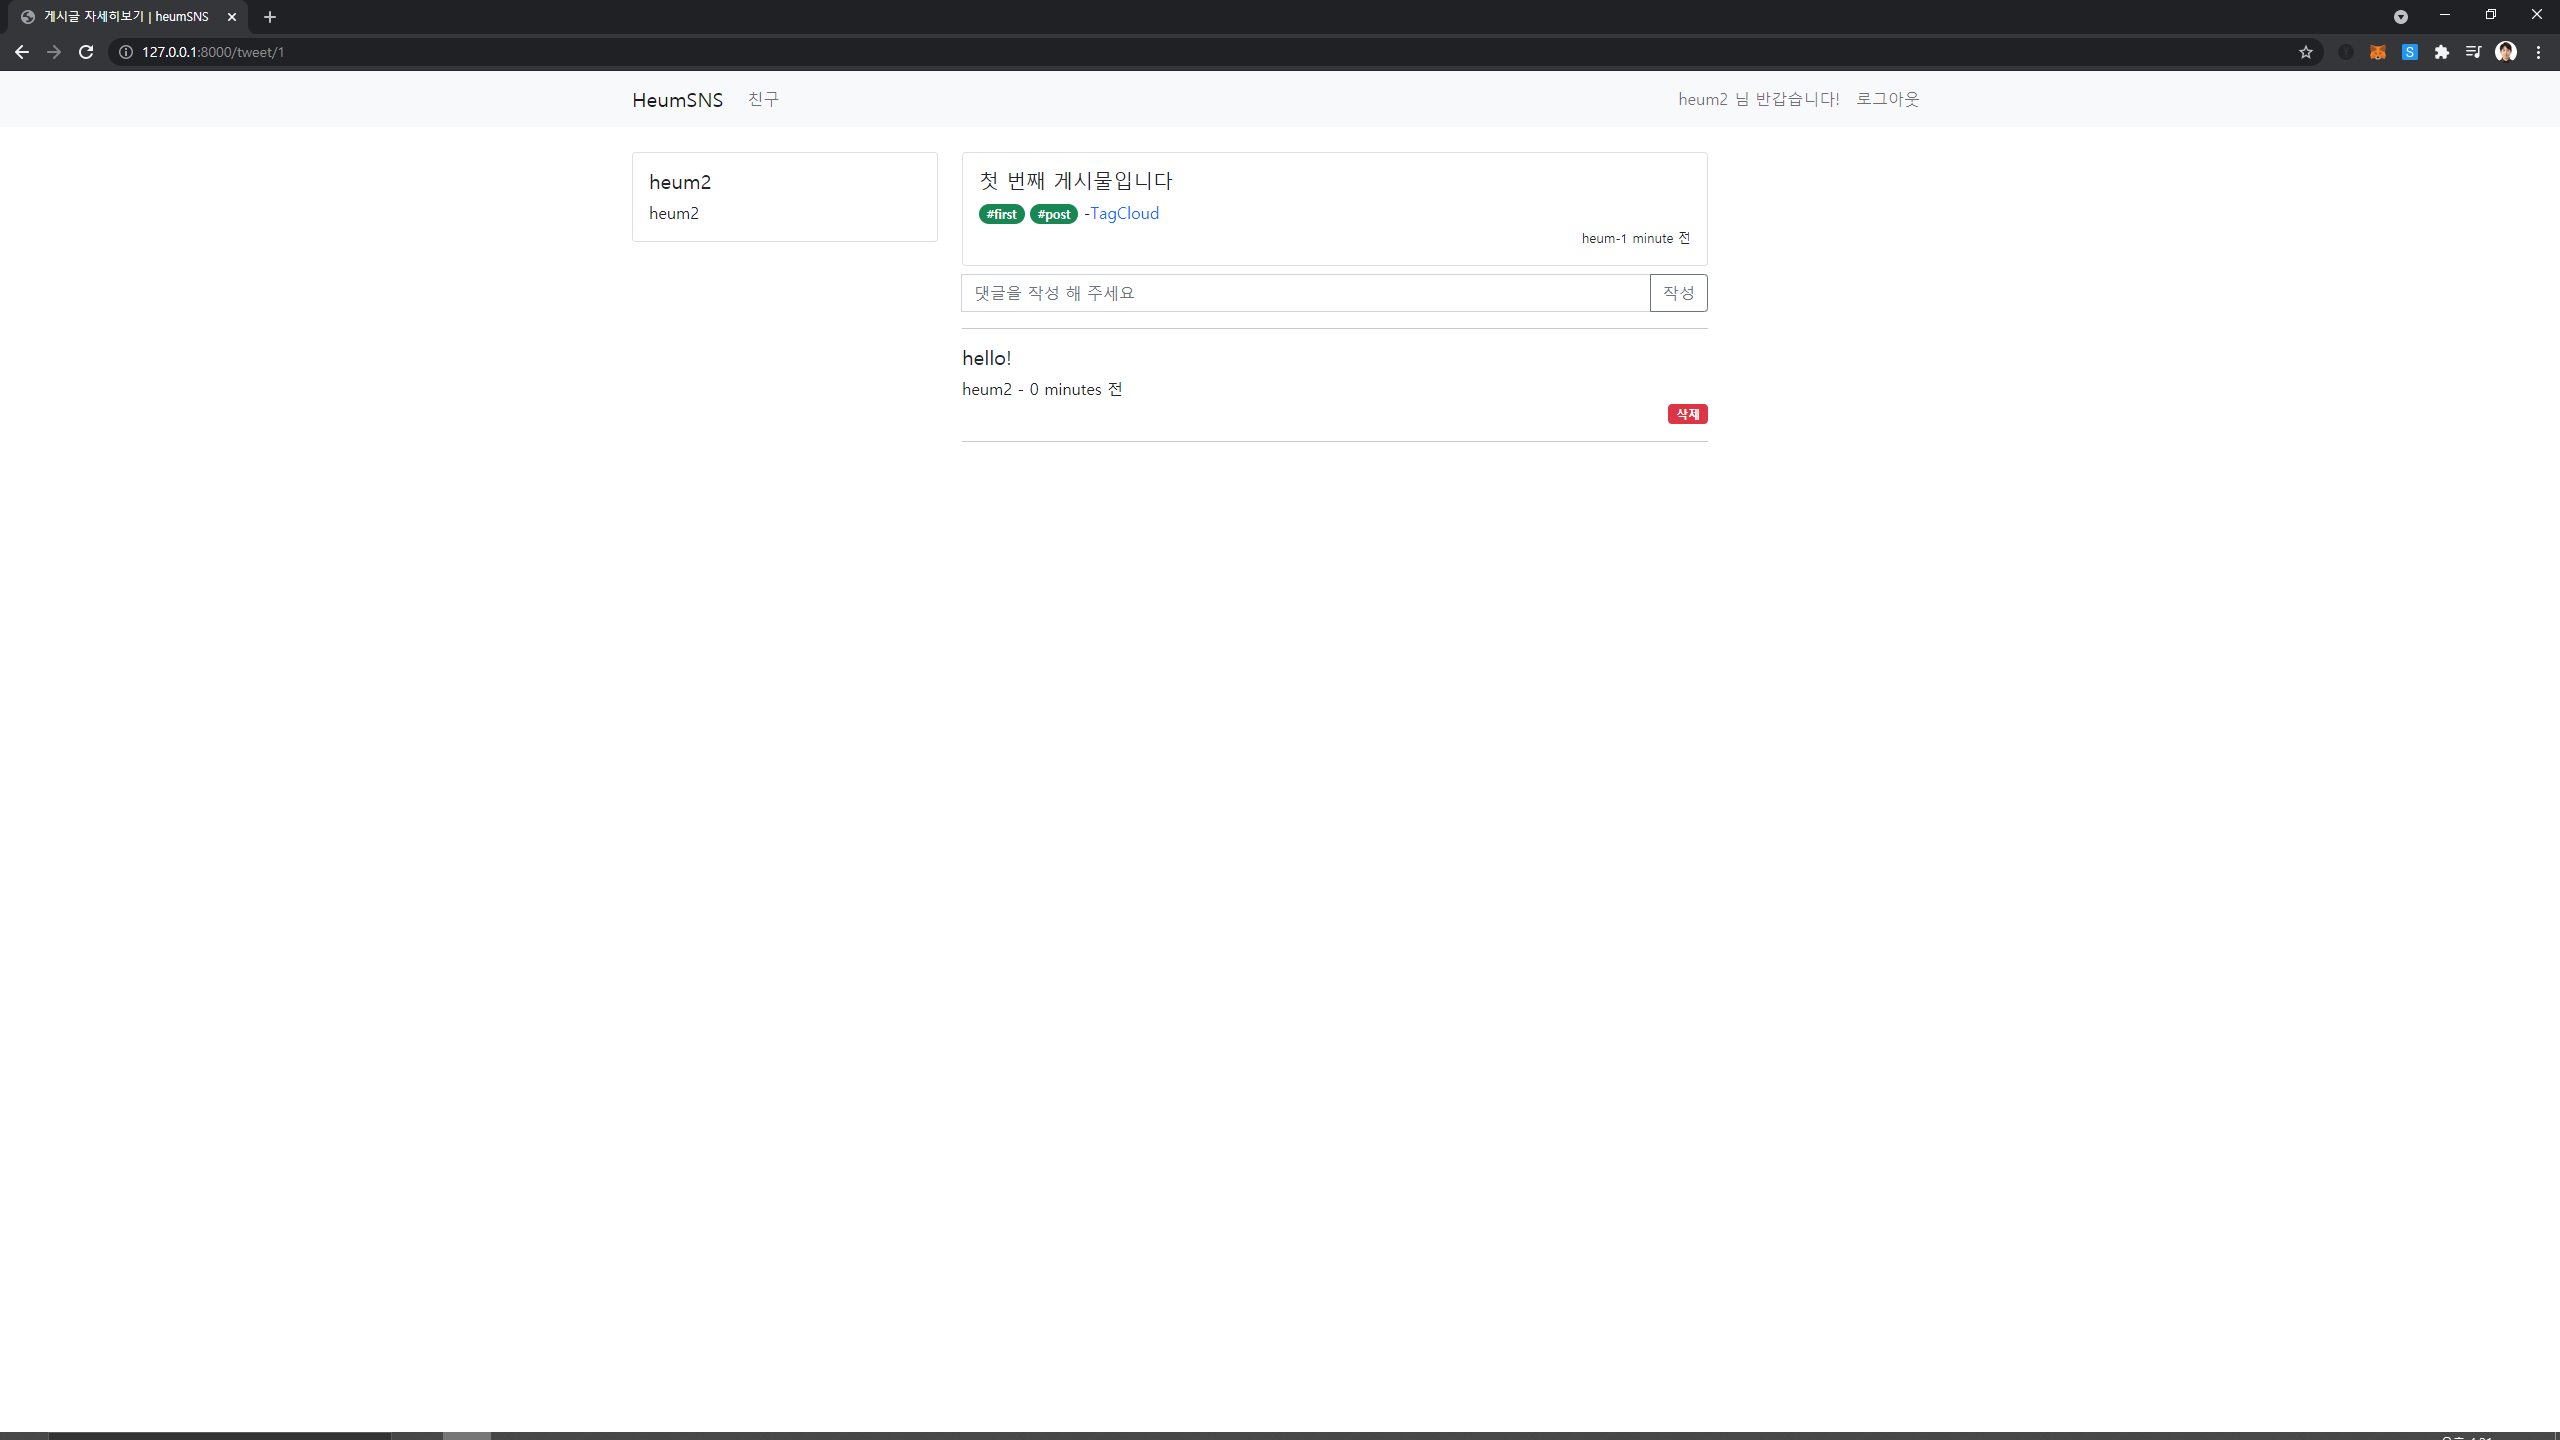 게시글 자세히보기 | heumSNS
127.0.0.1:8000/tweet/1
S
HeumSNS 친구 heum2 님 반갑습니다! 로그아웃
heum2
heum2
첫 번째 게시물입니다
#first #post -TagCloud
heum-1 minute 전
댓글을 작성 해 주세요 작성
hello!
heum2 - 0 minutes 전
삭제